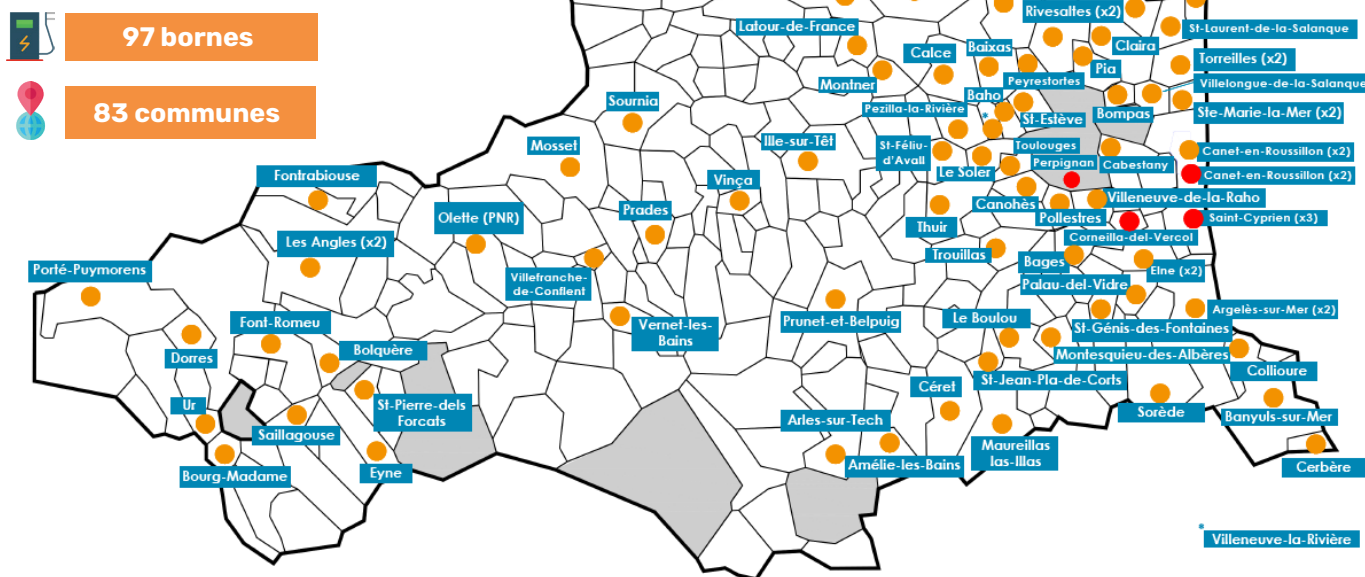 97 bornes
83 communes
Latour-de-France
Rivesaltes (x2)
St-Laurent-de-la-Salanque
Claira
Calce
Baixas
Torreilles (x2)
Pia
Montner
Peyrestortes
Villelongue-de-la-Salanque
Sournia
Baho
Pezilla-la-Rivière
Bompas
Ste-Marie-la-Mer (x2)
*
St-Estève
Mosset
Ille-sur-Têt
St-Féliu-
d'Avall
Toulouges
Canet-en-Roussillon (x2)
Perpignan
Cabestany
Le Soler
Fontrabiouse
Vinça
Canet-en-Roussillon (x2)
Villeneuve-de-la-Raho
Canohès
Prades
Olette (PNR)
Pollestres
Saint-Cyprien (x3)
Thuir
Corneilla-del-Vercol
Les Angles (x2)
Trouillas
Bages
Elne (x2)
Porté-Puymorens
Villefranche-
de-Conflent
Palau-del-Vidre
Argelès-sur-Mer (x2)
Font-Romeu
Prunet-et-Belpuig
Le Boulou
Vernet-les-
Bains
St-Génis-des-Fontaines
Bolquère
Dorres
Montesquieu-des-Albères
Collioure
St-Jean-Pla-de-Corts
Céret
Ur
St-Pierre-dels
Forcats
Sorède
Banyuls-sur-Mer
Arles-sur-Tech
Saillagouse
Maureillas
las-Illas
Amélie-les-Bains
Cerbère
Bourg-Madame
Eyne
*
Villeneuve-la-Rivière